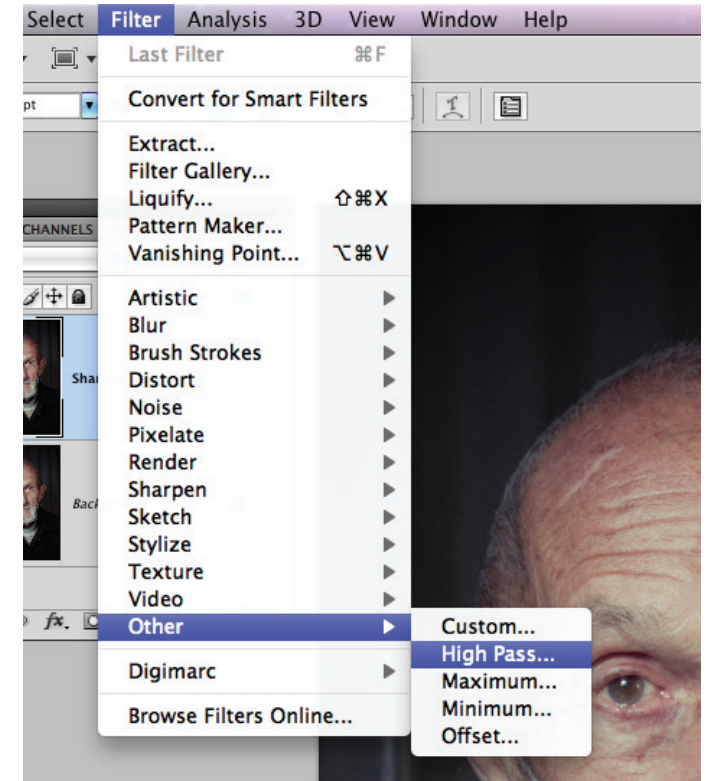 Select Filter Analysis 3D View Window Help
Last Filter ⌘F
pt
Convert for Smart Filters
Extract...
Filter Gallery...
Liquify... ⇧⌘X
CHANNELS
Pattern Maker...
Vanishing Point... ⌥⌘V
Artistic
Blur
Brush Strokes
Distort
Noise
Pixelate
Render
Sharpen
Sketch
Stylize
Texture
Video
fx.
Other
Custom...
High Pass...
Digimarc
Maximum...
Browse Filters Online...
Minimum...
Offset...